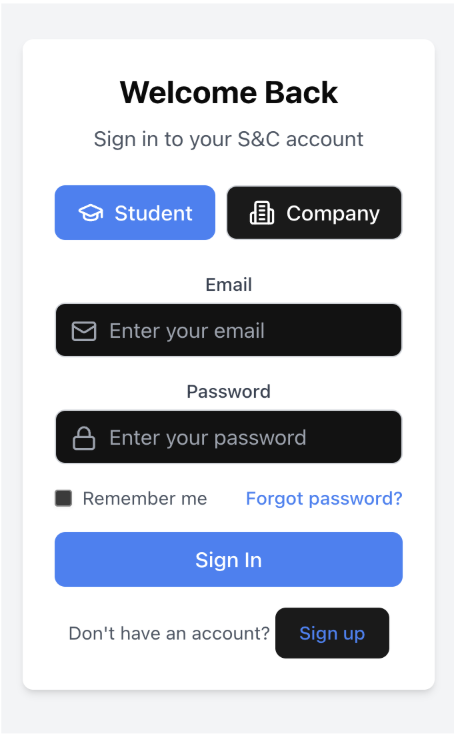 Welcome Back
Sign in to your S&C account
Student Company
Email
Enter your email
Password
Enter your password
Remember me Forgot password?
Sign In
Don't have an account? Sign up